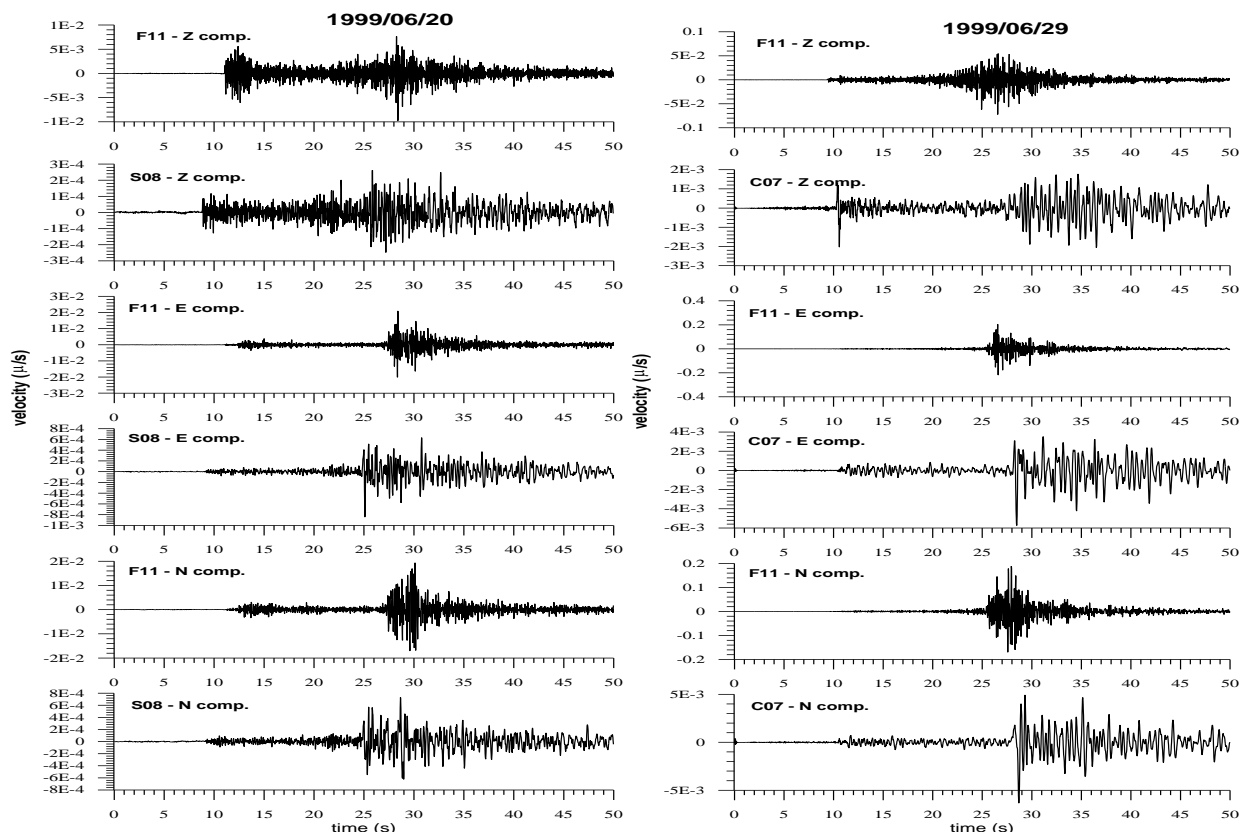 1999/06/20
F11 - Z comp.
1E-2
5E-3
0
-5E-3
-1E-2
0 5 10 15 20 25 30 35 40 45 50
S08 - Z comp.
3E-4
2E-4
1E-4
0
-1E-4
-2E-4
-3E-4
0 5 10 15 20 25 30 35 40 45 50
F11 - E comp.
3E-2
2E-2
1E-2
0
-1E-2
-2E-2
-3E-2
0 5 10 15 20 25 30 35 40 45 50
velocity (µ/s)
S08 - E comp.
8E-4
6E-4
4E-4
2E-4
0
-2E-4
-4E-4
-6E-4
-8E-4
-1E-3
0 5 10 15 20 25 30 35 40 45 50
F11 - N comp.
2E-2
1E-2
0
-1E-2
-2E-2
0 5 10 15 20 25 30 35 40 45 50
S08 - N comp.
8E-4
6E-4
4E-4
2E-4
0
-2E-4
-4E-4
-6E-4
-8E-4
0 5 10 15 20 25 30 35 40 45 50
time (s)
1999/06/29
F11 - Z comp.
0.1
5E-2
0
-5E-2
-0.1
0 5 10 15 20 25 30 35 40 45 50
C07 - Z comp.
2E-3
1E-3
0
-1E-3
-2E-3
-3E-3
0 5 10 15 20 25 30 35 40 45 50
F11 - E comp.
0.4
0.2
0
-0.2
-0.4
0 5 10 15 20 25 30 35 40 45 50
velocity (µ/s)
C07 - E comp.
4E-3
2E-3
0
-2E-3
-4E-3
-6E-3
0 5 10 15 20 25 30 35 40 45 50
F11 - N comp.
0.2
0.1
0
-0.1
-0.2
0 5 10 15 20 25 30 35 40 45 50
C07 - N comp.
5E-3
0
-5E-3
0 5 10 15 20 25 30 35 40 45 50
time (s)